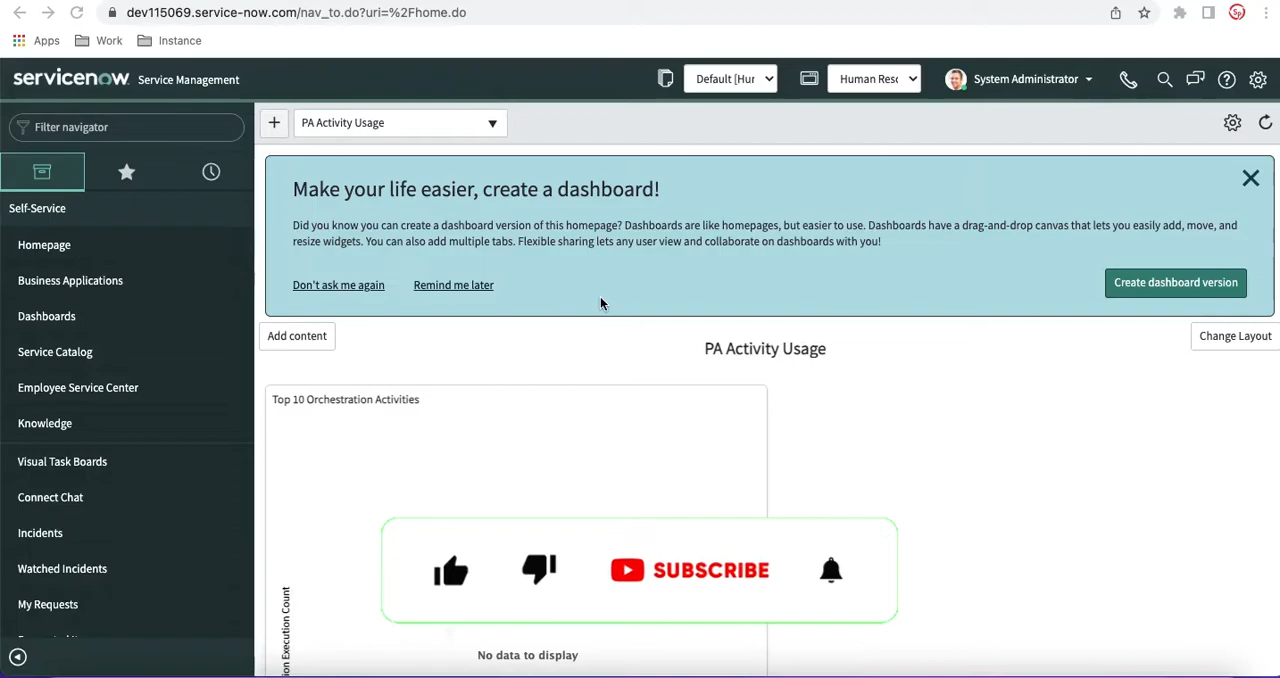 dev115069.service-now.com/nav_to.do?uri=%2Fhome.do
Sp
Apps
Work
Instance
servicenow
Service Management
Default [Hur
Human Resc
System Administrator
Filter navigator
PA Activity Usage
Self-Service
Homepage
Business Applications
Dashboards
Service Catalog
Employee Service Center
Knowledge
Visual Task Boards
Connect Chat
Incidents
Watched Incidents
My Requests
Make your life easier, create a dashboard!
Did you know you can create a dashboard version of this homepage? Dashboards are like homepages, but easier to use. Dashboards have a drag-and-drop canvas that lets you easily add, move, and
resize widgets. You can also add multiple tabs. Flexible sharing lets any user view and collaborate on dashboards with you!
Don't ask me again
Remind me later
Create dashboard version
Add content
PA Activity Usage
Change Layout
Top 10 Orchestration Activities
SUBSCRIBE
ion Execution Count
No data to display